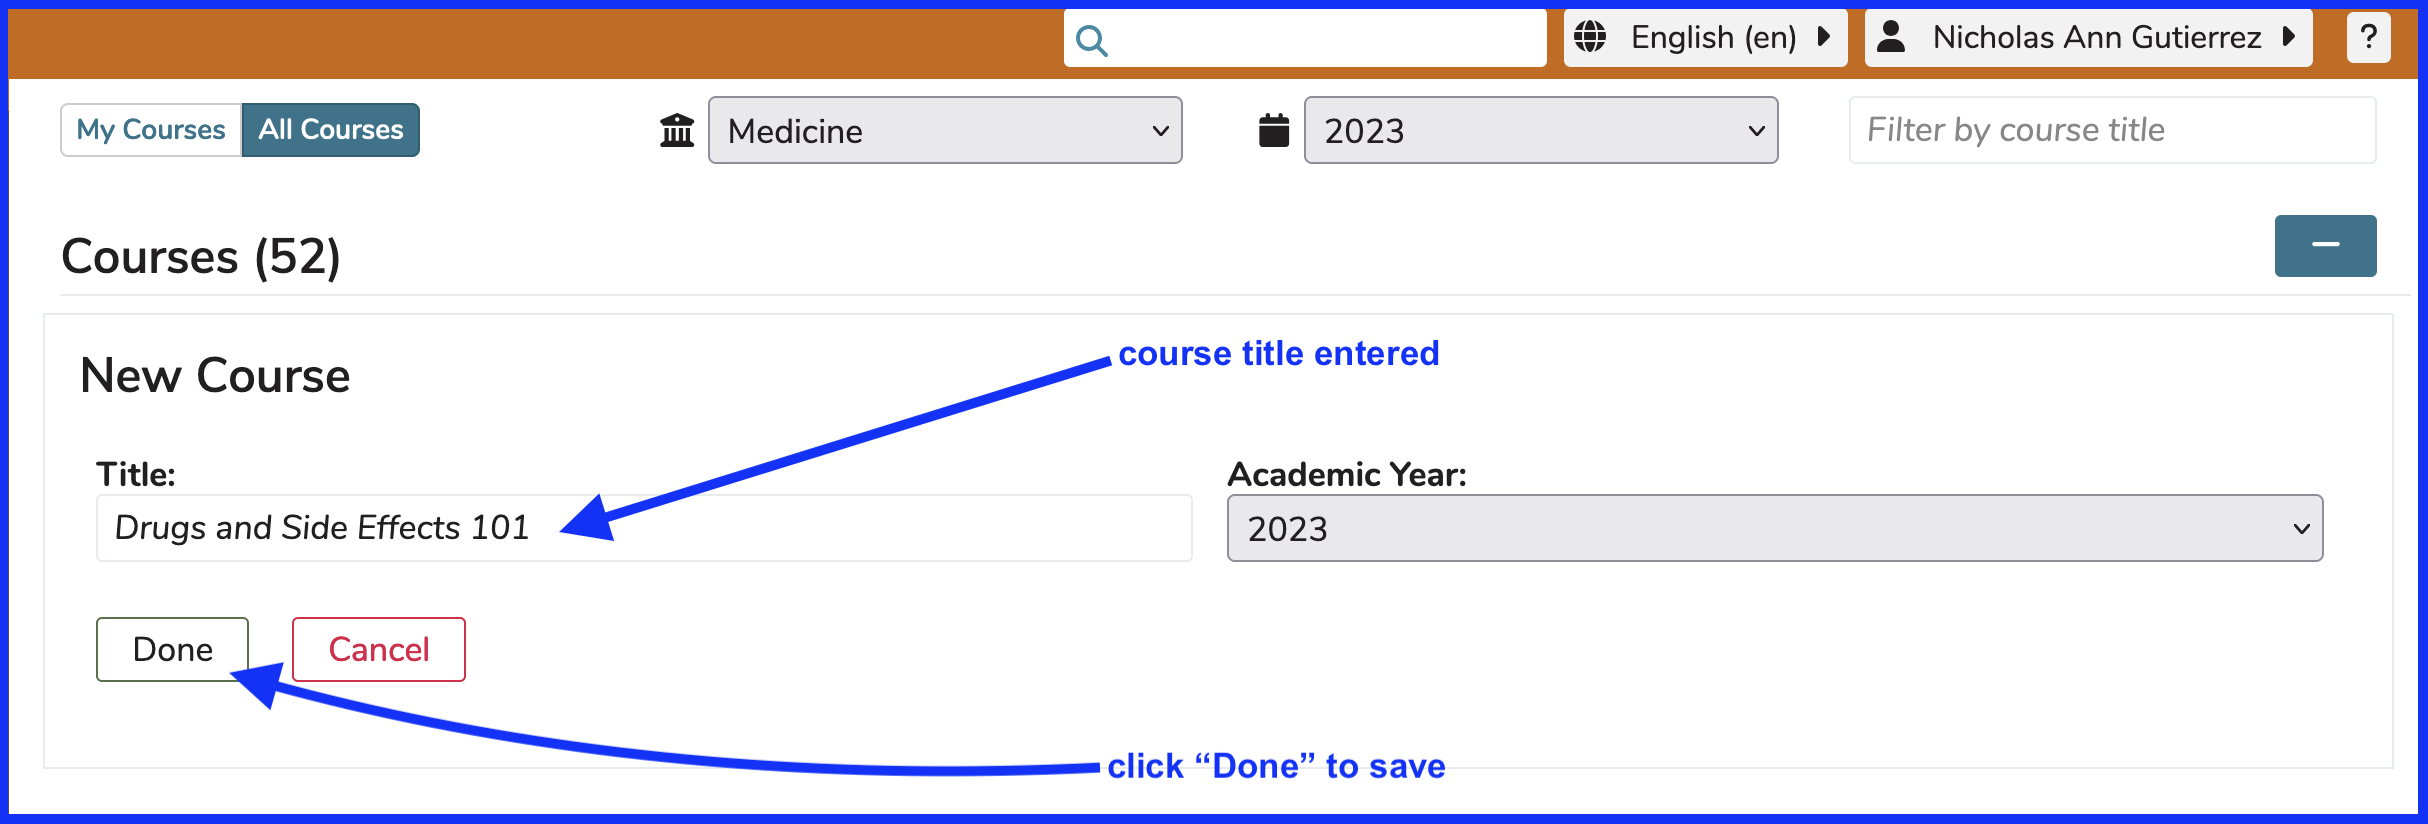 English (en)
Nicholas Ann Gutierrez
?
My Courses
All Courses
Medicine
2023
Filter by course title
Courses (52)
New Course
course title entered
Title:
Academic Year:
Drugs and Side Effects 101
2023
Done
Cancel
click “Done” to save